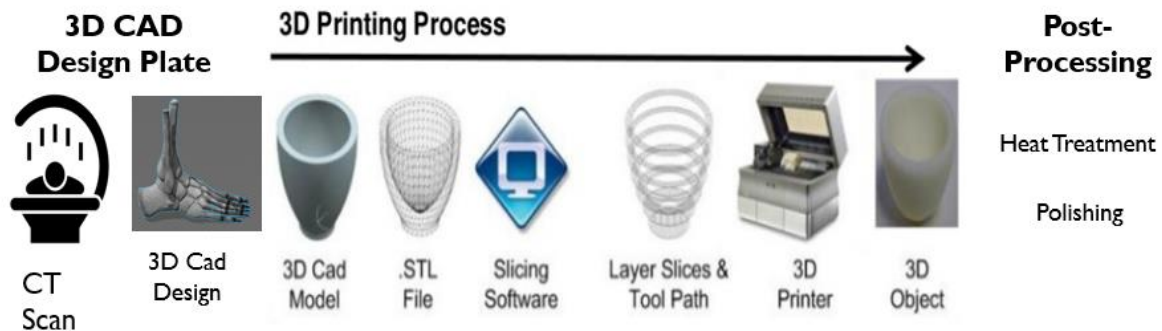 3D CAD
Design Plate
3D Printing Process
Post-
Processing
Heat Treatment
Polishing
CT
Scan
3D Cad
Design
3D Cad
Model
.STL
File
Slicing
Software
Layer Slices &
Tool Path
3D
Printer
3D
Object